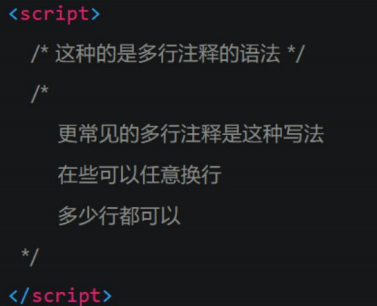 <script>
/* 这种的是多行注释的语法 */
/*
更常见的多行注释是这种写法
在些可以任意换行
多少行都可以
*/
</script>